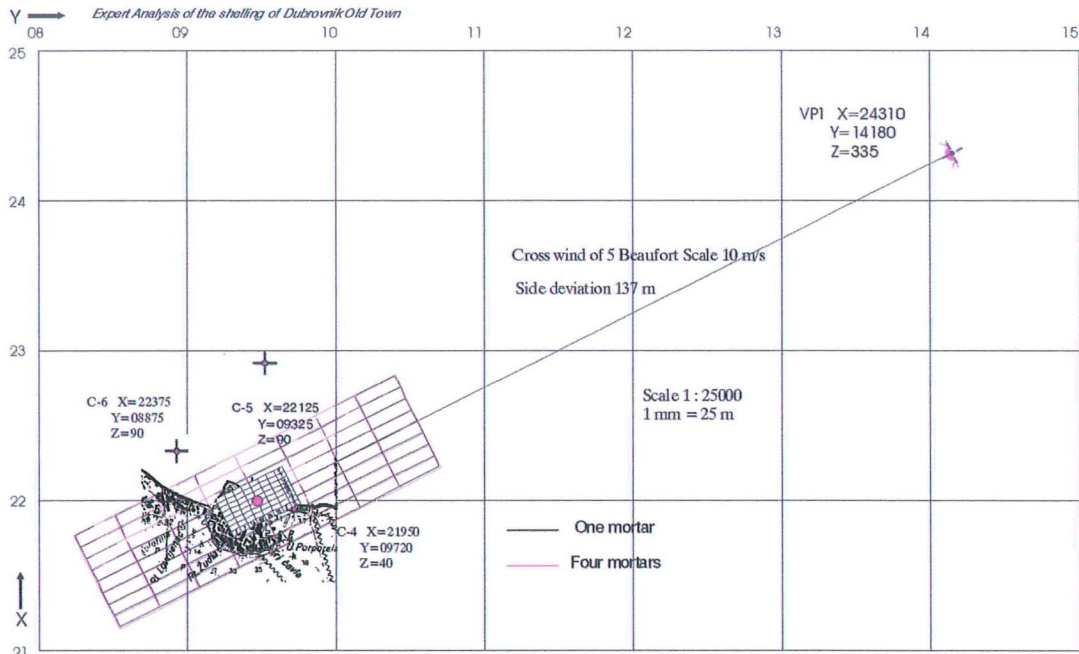 Expert Analysis of the shelling of Dubrovnik Old Town
Y
08 09 10 11 12 13 14 15
25
VP1 X=24310
Y=14180
Z=335
24
Cross wind of 5 Beaufort Scale 10 m/s
Side deviation 137 m
23
C-6 X=22375
Y=08875
Z=90
C-5 X=22125
Y=09325
Z=90
Scale 1 : 25000
1 mm = 25 m
22
C-4 X=21950
Y=09720
Z=40
U Porporela
One mortar
Four mortars
X
21